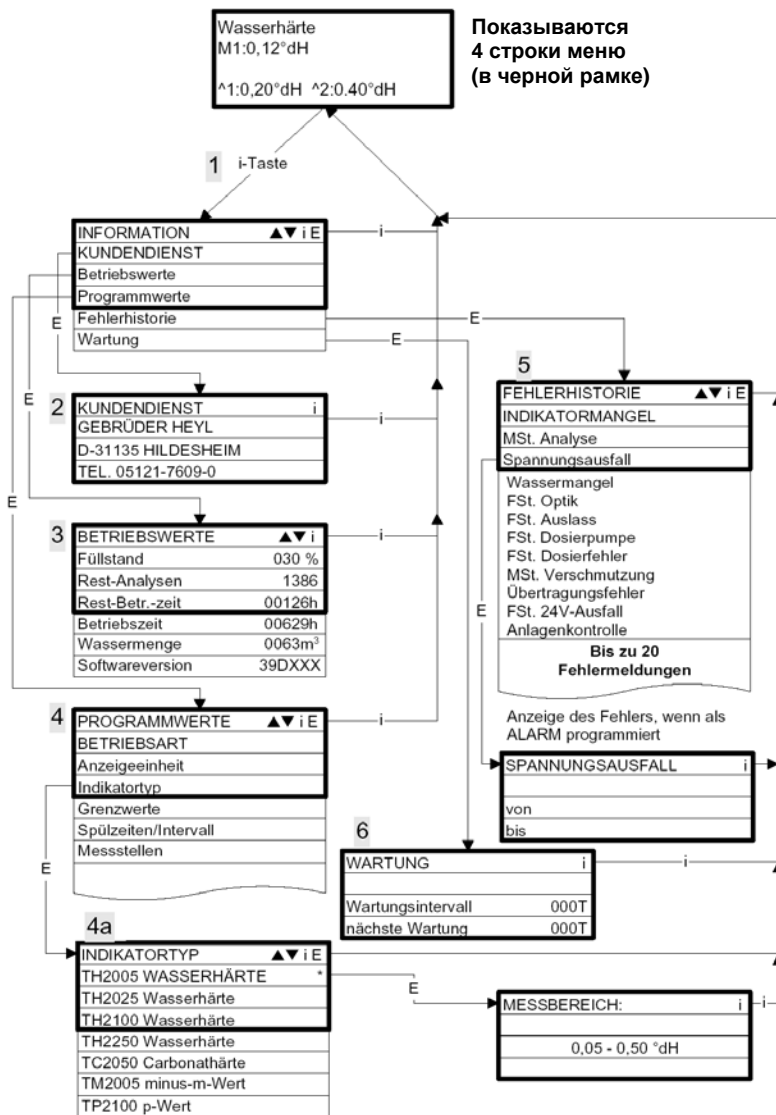 Wasserhärte
M1:0,12°dH
^1:0,20°dH ^2:0.40°dH
Показываются
4 строки меню
(в черной рамке)
1 i-Taste
INFORMATION ▲▼ i E
KUNDENDIENST
Betriebswerte
Programmwerte
Fehlerhistorie
Wartung
i
E
E
E
E
E
2
KUNDENDIENST i
GEBRÜDER HEYL
D-31135 HILDESHEIM
TEL. 05121-7609-0
i
3
BETRIEBSWERTE ▲▼ i
Füllstand 030 %
Rest-Analysen 1386
Rest-Betr.-zeit 00126h
Betriebszeit 00629h
Wassermenge 0063m³
Softwareversion 39DXXX
i
4
PROGRAMMWERTE ▲▼ i E
BETRIEBSART
Anzeigeeinheit
Indikatortyp
Grenzwerte
Spülzeiten/Intervall
Messstellen
i
E
5
FEHLERHISTORIE ▲▼ i E
INDIKATORMANGEL
MSt. Analyse
Spannungsausfall
Wassermangel
FSt. Optik
FSt. Auslass
FSt. Dosierpumpe
FSt. Dosierfehler
MSt. Verschmutzung
Übertragungsfehler
FSt. 24V-Ausfall
Anlagenkontrolle
Bis zu 20
Fehlermeldungen
E
Anzeige des Fehlers, wenn als
ALARM programmiert
SPANNUNGSAUSFALL i
von
bis
6
WARTUNG i
Wartungsintervall 000T
nächste Wartung 000T
i
4a
INDIKATORTYP ▲▼ i E
TH2005 WASSERHÄRTE *
TH2025 Wasserhärte
TH2100 Wasserhärte
TH2250 Wasserhärte
TC2050 Carbonathärte
TM2005 minus-m-Wert
TP2100 p-Wert
E
MESSBEREICH: i
0,05 - 0,50 °dH
i